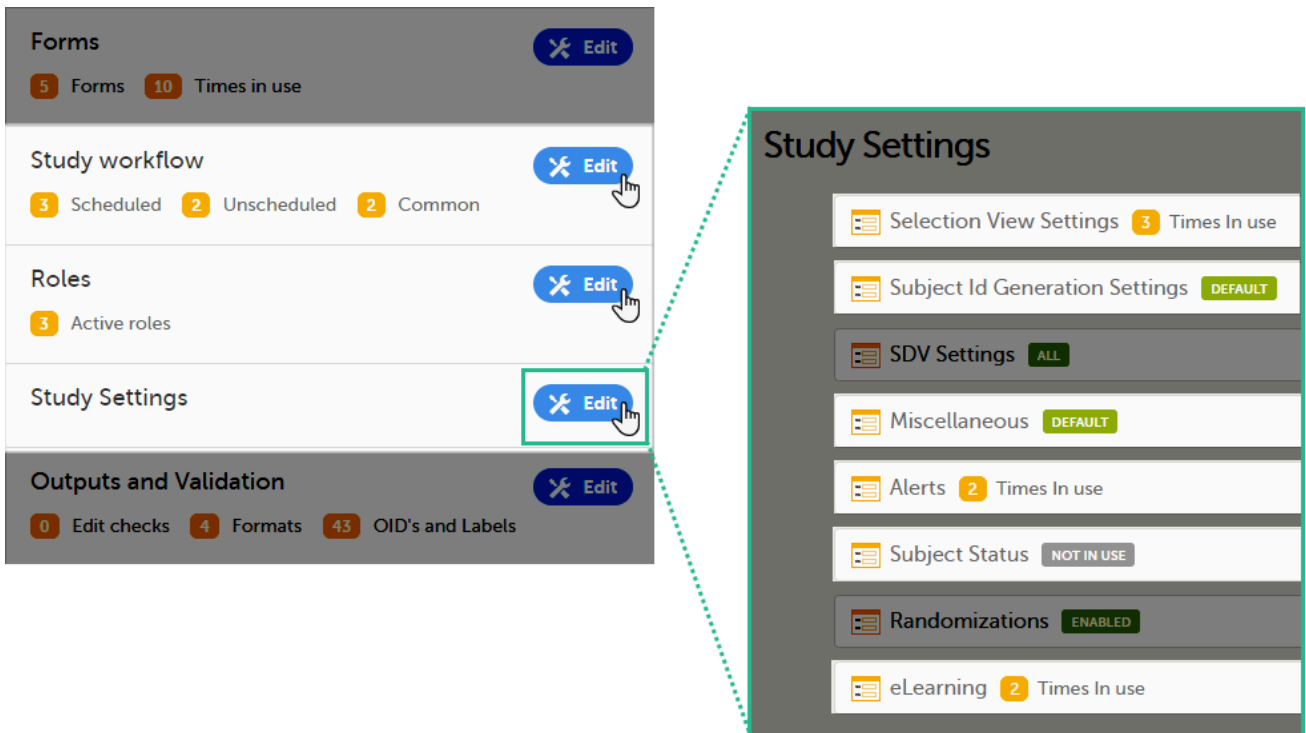 Forms
Edit
5 Forms 10 Times in use
Study workflow
Edit
3 Scheduled 2 Unscheduled 2 Common
Roles
Edit
3 Active roles
Study Settings
Edit
Outputs and Validation
Edit
0 Edit checks 4 Formats 43 OID's and Labels
Study Settings
Selection View Settings 3 Times In use
Subject Id Generation Settings DEFAULT
SDV Settings ALL
Miscellaneous DEFAULT
Alerts 2 Times In use
Subject Status NOT IN USE
Randomizations ENABLED
eLearning 2 Times In use